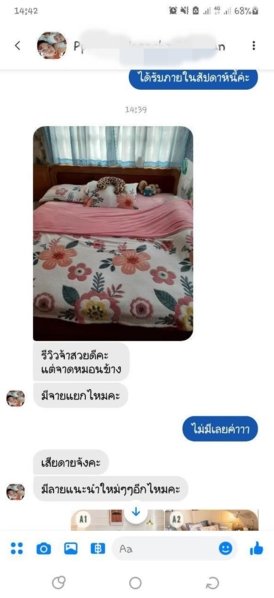 14:42
68%
ได้รับภายในสัปดาห์นี้ค่ะ
14:39
รีวิวจ้าสวยดีคะ
แต่จาดหมอนข้าง
มีจายแยกไหมคะ
ไม่มีเลยค่าาา
เสียดายจังคะ
มีลายแนะนำใหม่ๆอีกไหมคะ
A1
A2
Aa